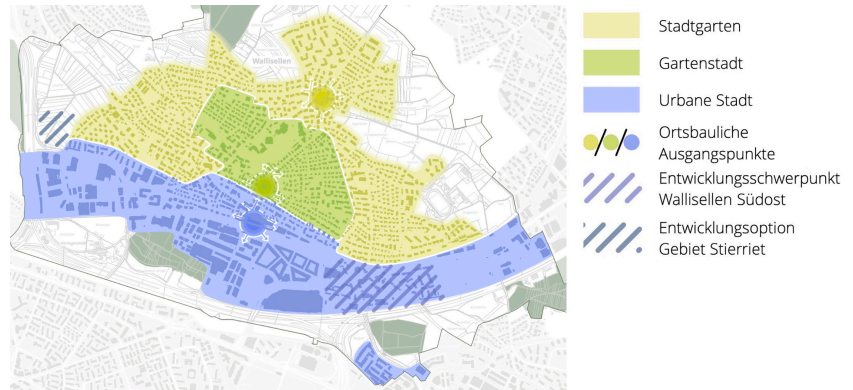 Wallisellen
Stadtgarten
Gartenstadt
Urbane Stadt
Ortsbauliche
Ausgangspunkte
Entwicklungsschwerpunkt
Wallisellen Südost
Entwicklungsoption
Gebiet Stierriet